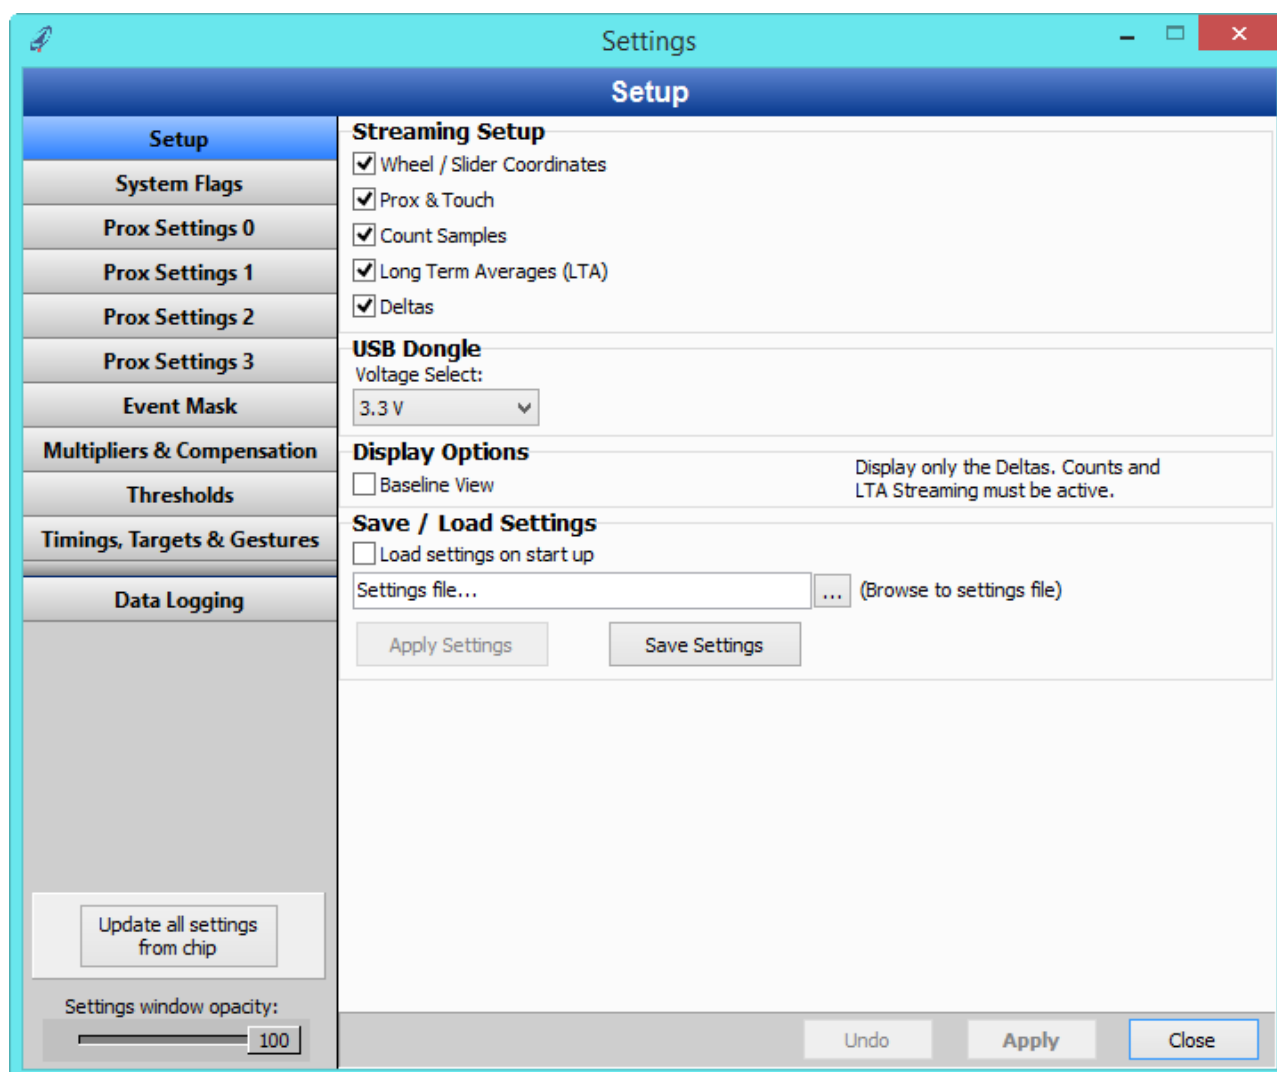 Settings
Setup
Setup
System Flags
Prox Settings 0
Prox Settings 1
Prox Settings 2
Prox Settings 3
Event Mask
Multipliers & Compensation
Thresholds
Timings, Targets & Gestures
Data Logging
Update all settings
from chip
Settings window opacity:
100
Streaming Setup
Wheel / Slider Coordinates
Prox & Touch
Count Samples
Long Term Averages (LTA)
Deltas
USB Dongle
Voltage Select:
3.3 V
Display Options
Baseline View
Display only the Deltas. Counts and
LTA Streaming must be active.
Save / Load Settings
Load settings on start up
Settings file...
... (Browse to settings file)
Apply Settings
Save Settings
Undo
Apply
Close